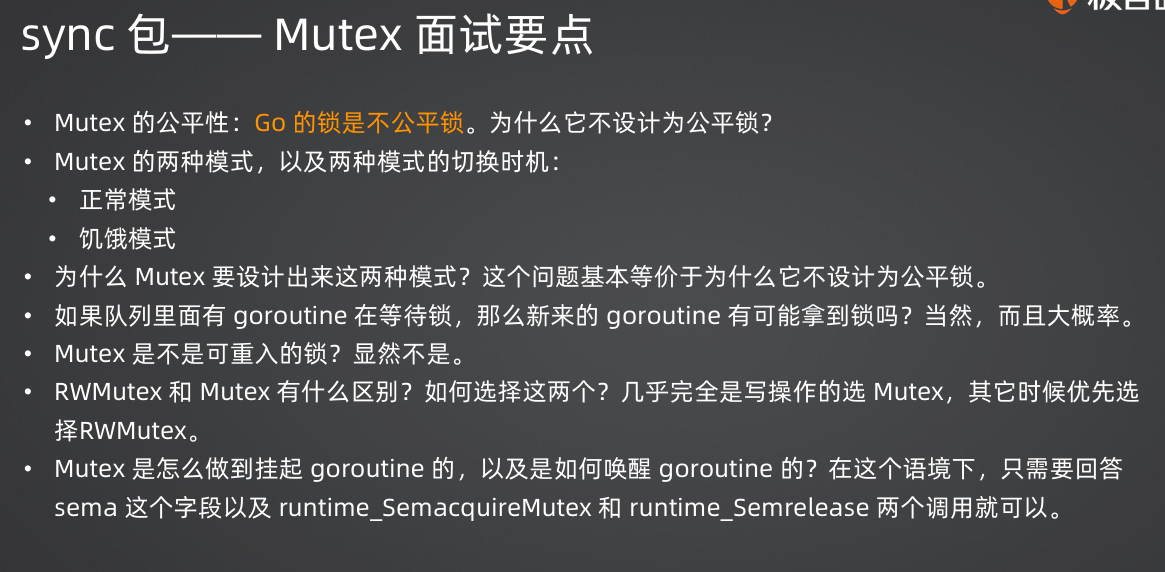 sync 包—— Mutex 面试要点
• Mutex 的公平性：Go 的锁是不公平锁。为什么它不设计为公平锁？
• Mutex 的两种模式，以及两种模式的切换时机：
• 正常模式
• 饥饿模式
• 为什么 Mutex 要设计出来这两种模式？这个问题基本等价于为什么它不设计为公平锁。
• 如果队列里面有 goroutine 在等待锁，那么新来的 goroutine 有可能拿到锁吗？当然，而且大概率。
• Mutex 是不是可重入的锁？显然不是。
• RWMutex 和 Mutex 有什么区别？如何选择这两个？几乎完全是写操作的选 Mutex，其它时候优先选
择RWMutex。
• Mutex 是怎么做到挂起 goroutine 的，以及是如何唤醒 goroutine 的？在这个语境下，只需要回答
sema 这个字段以及 runtime_SemacquireMutex 和 runtime_Semrelease 两个调用就可以。